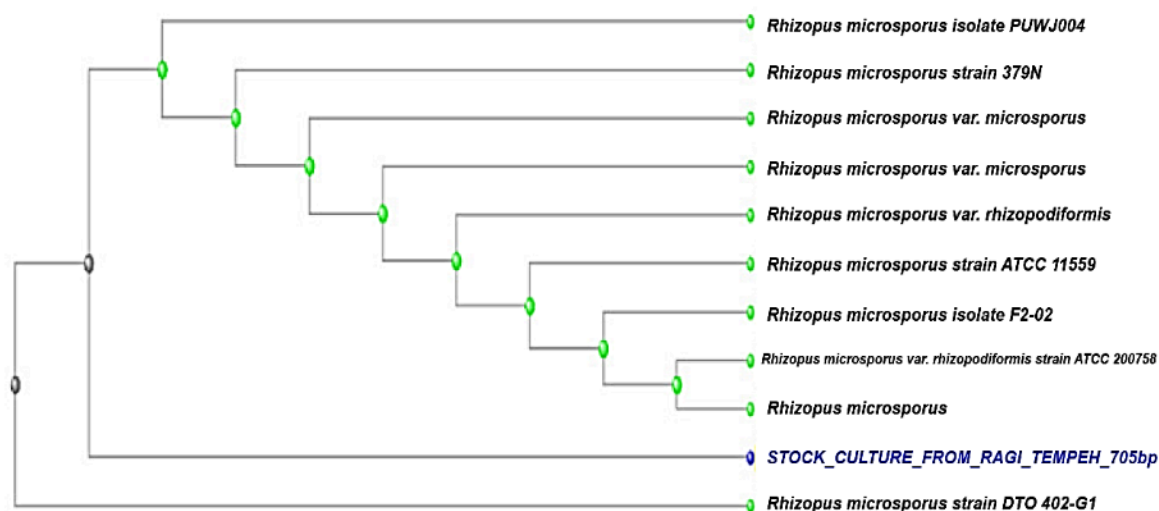 Rhizopus microsporus isolate PUWJ004
Rhizopus microsporus strain 379N
Rhizopus microsporus var. microsporus
Rhizopus microsporus var. microsporus
Rhizopus microsporus var. rhizopodiformis
Rhizopus microsporus strain ATCC 11559
Rhizopus microsporus isolate F2-02
Rhizopus microsporus var. rhizopodiformis strain ATCC 200758
Rhizopus microsporus
STOCK_CULTURE_FROM_RAGI_TEMPEH_705bp
Rhizopus microsporus strain DTO 402-G1